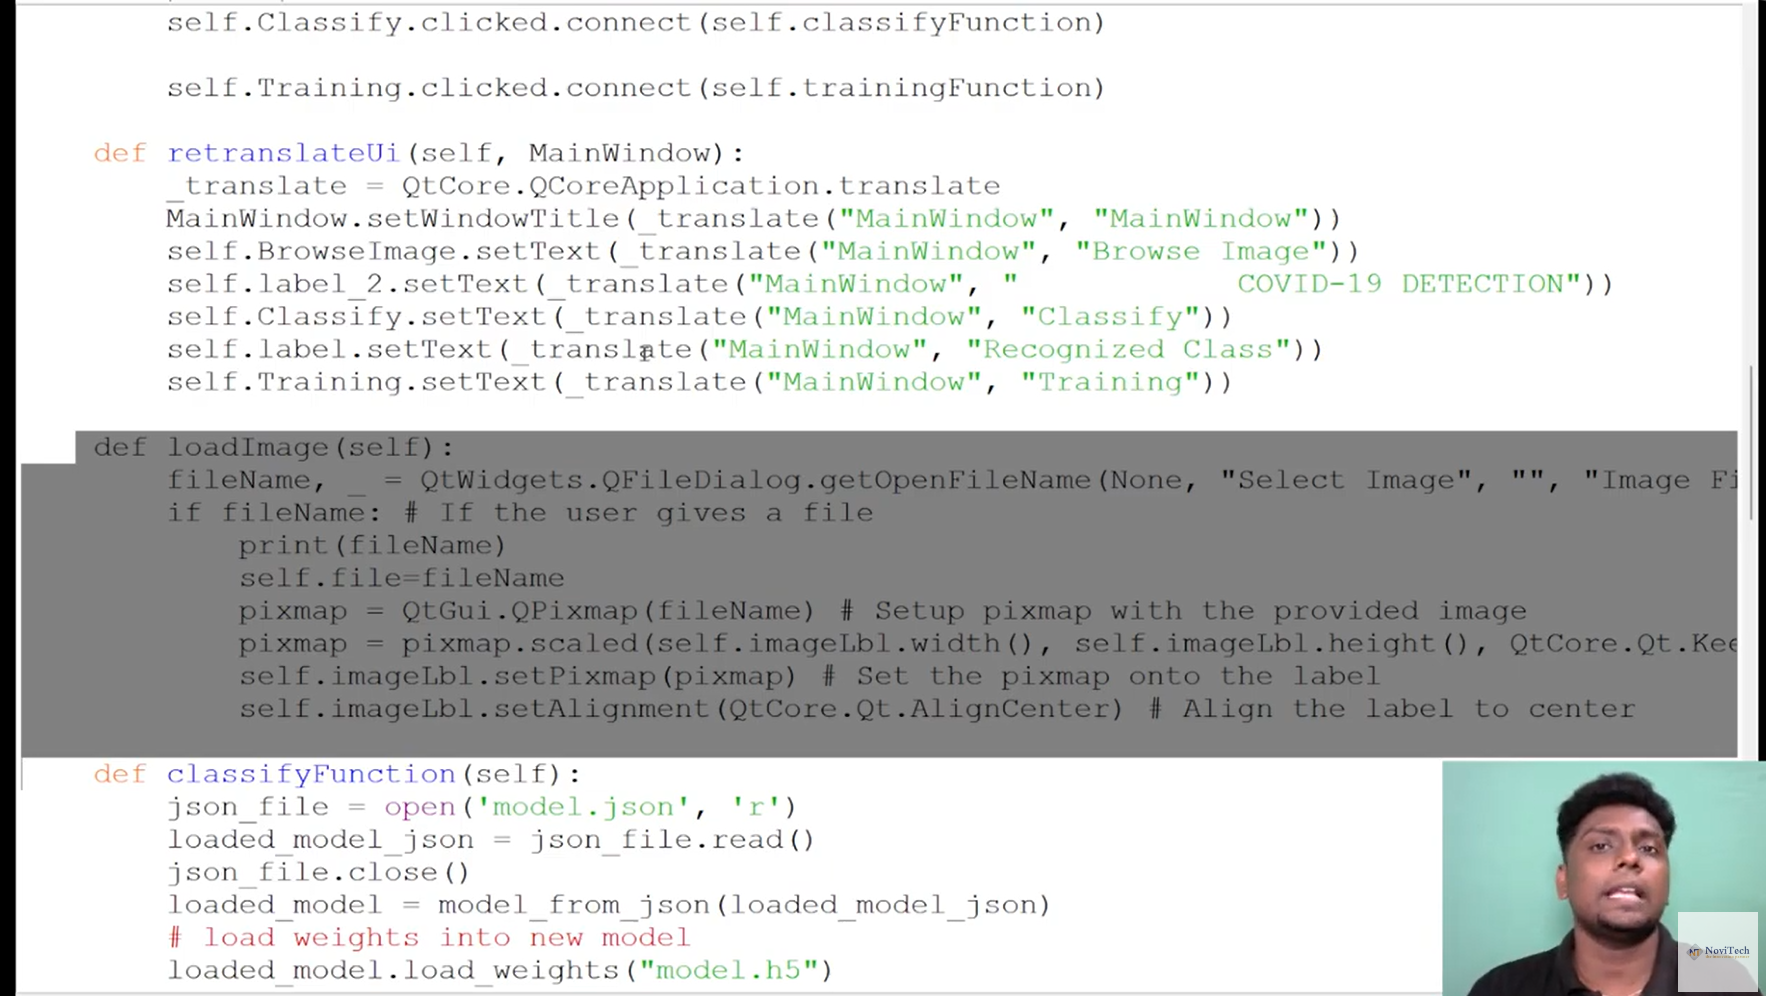 self.Classify.clicked.connect(self.classifyFunction)
self.Training.clicked.connect(self.trainingFunction)
def retranslateUi(self, MainWindow):
_translate = QtCore.QCoreApplication.translate
MainWindow.setWindowTitle(_translate("MainWindow", "MainWindow"))
self.BrowseImage.setText(_translate("MainWindow", "Browse Image"))
self.label_2.setText(_translate("MainWindow", "            COVID-19 DETECTION"))
self.Classify.setText(_translate("MainWindow", "Classify"))
self.label.setText(_translate("MainWindow", "Recognized Class"))
self.Training.setText(_translate("MainWindow", "Training"))
def loadImage(self):
fileName, _ = QtWidgets.QFileDialog.getOpenFileName(None, "Select Image", "", "Image Fi
if fileName: # If the user gives a file
print(fileName)
self.file=fileName
pixmap = QtGui.QPixmap(fileName) # Setup pixmap with the provided image
pixmap = pixmap.scaled(self.imageLbl.width(), self.imageLbl.height(), QtCore.Qt.Kee
self.imageLbl.setPixmap(pixmap) # Set the pixmap onto the label
self.imageLbl.setAlignment(QtCore.Qt.AlignCenter) # Align the label to center
def classifyFunction(self):
json_file = open('model.json', 'r')
loaded_model_json = json_file.read()
json_file.close()
loaded_model = model_from_json(loaded_model_json)
# load weights into new model
loaded_model.load_weights("model.h5")
NoviTech